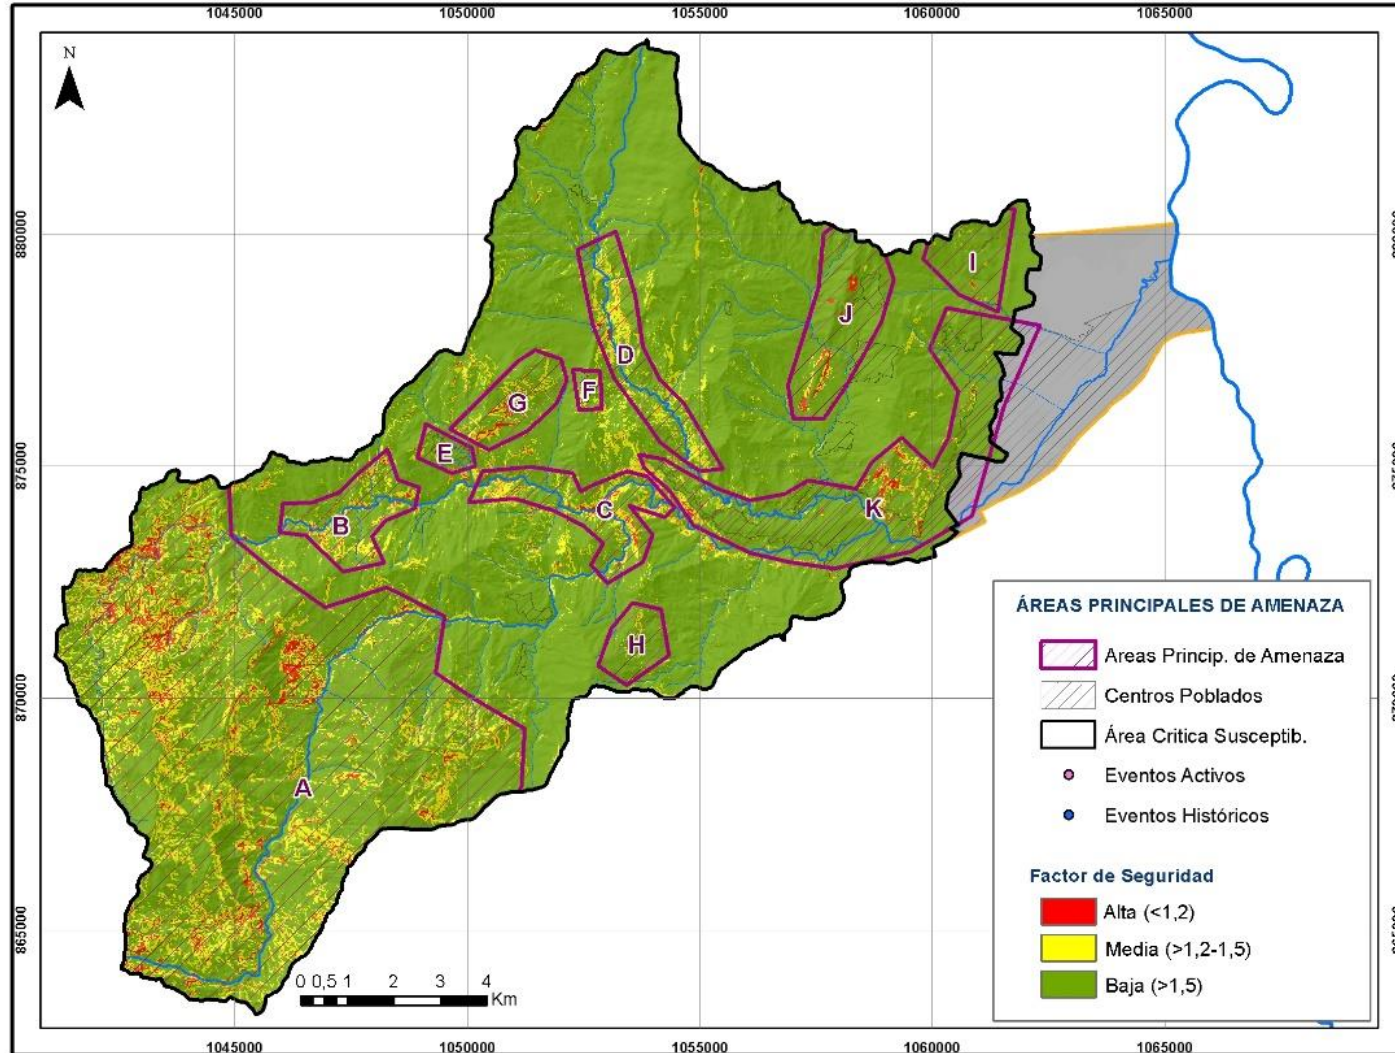 1045000 1050000 1055000 1060000 1065000
N
880000
I
J
D
875000
F
G
E
C
B
K
H
870000
A
865000
0 0,5 1 2 3 4
Km
ÁREAS PRINCIPALES DE AMENAZA
Areas Princip. de Amenaza
Centros Poblados
Área Critica Susceptib.
Eventos Activos
Eventos Históricos
Factor de Seguridad
Alta (<1,2)
Media (>1,2-1,5)
Baja (>1,5)
1045000 1050000 1055000 1060000 1065000